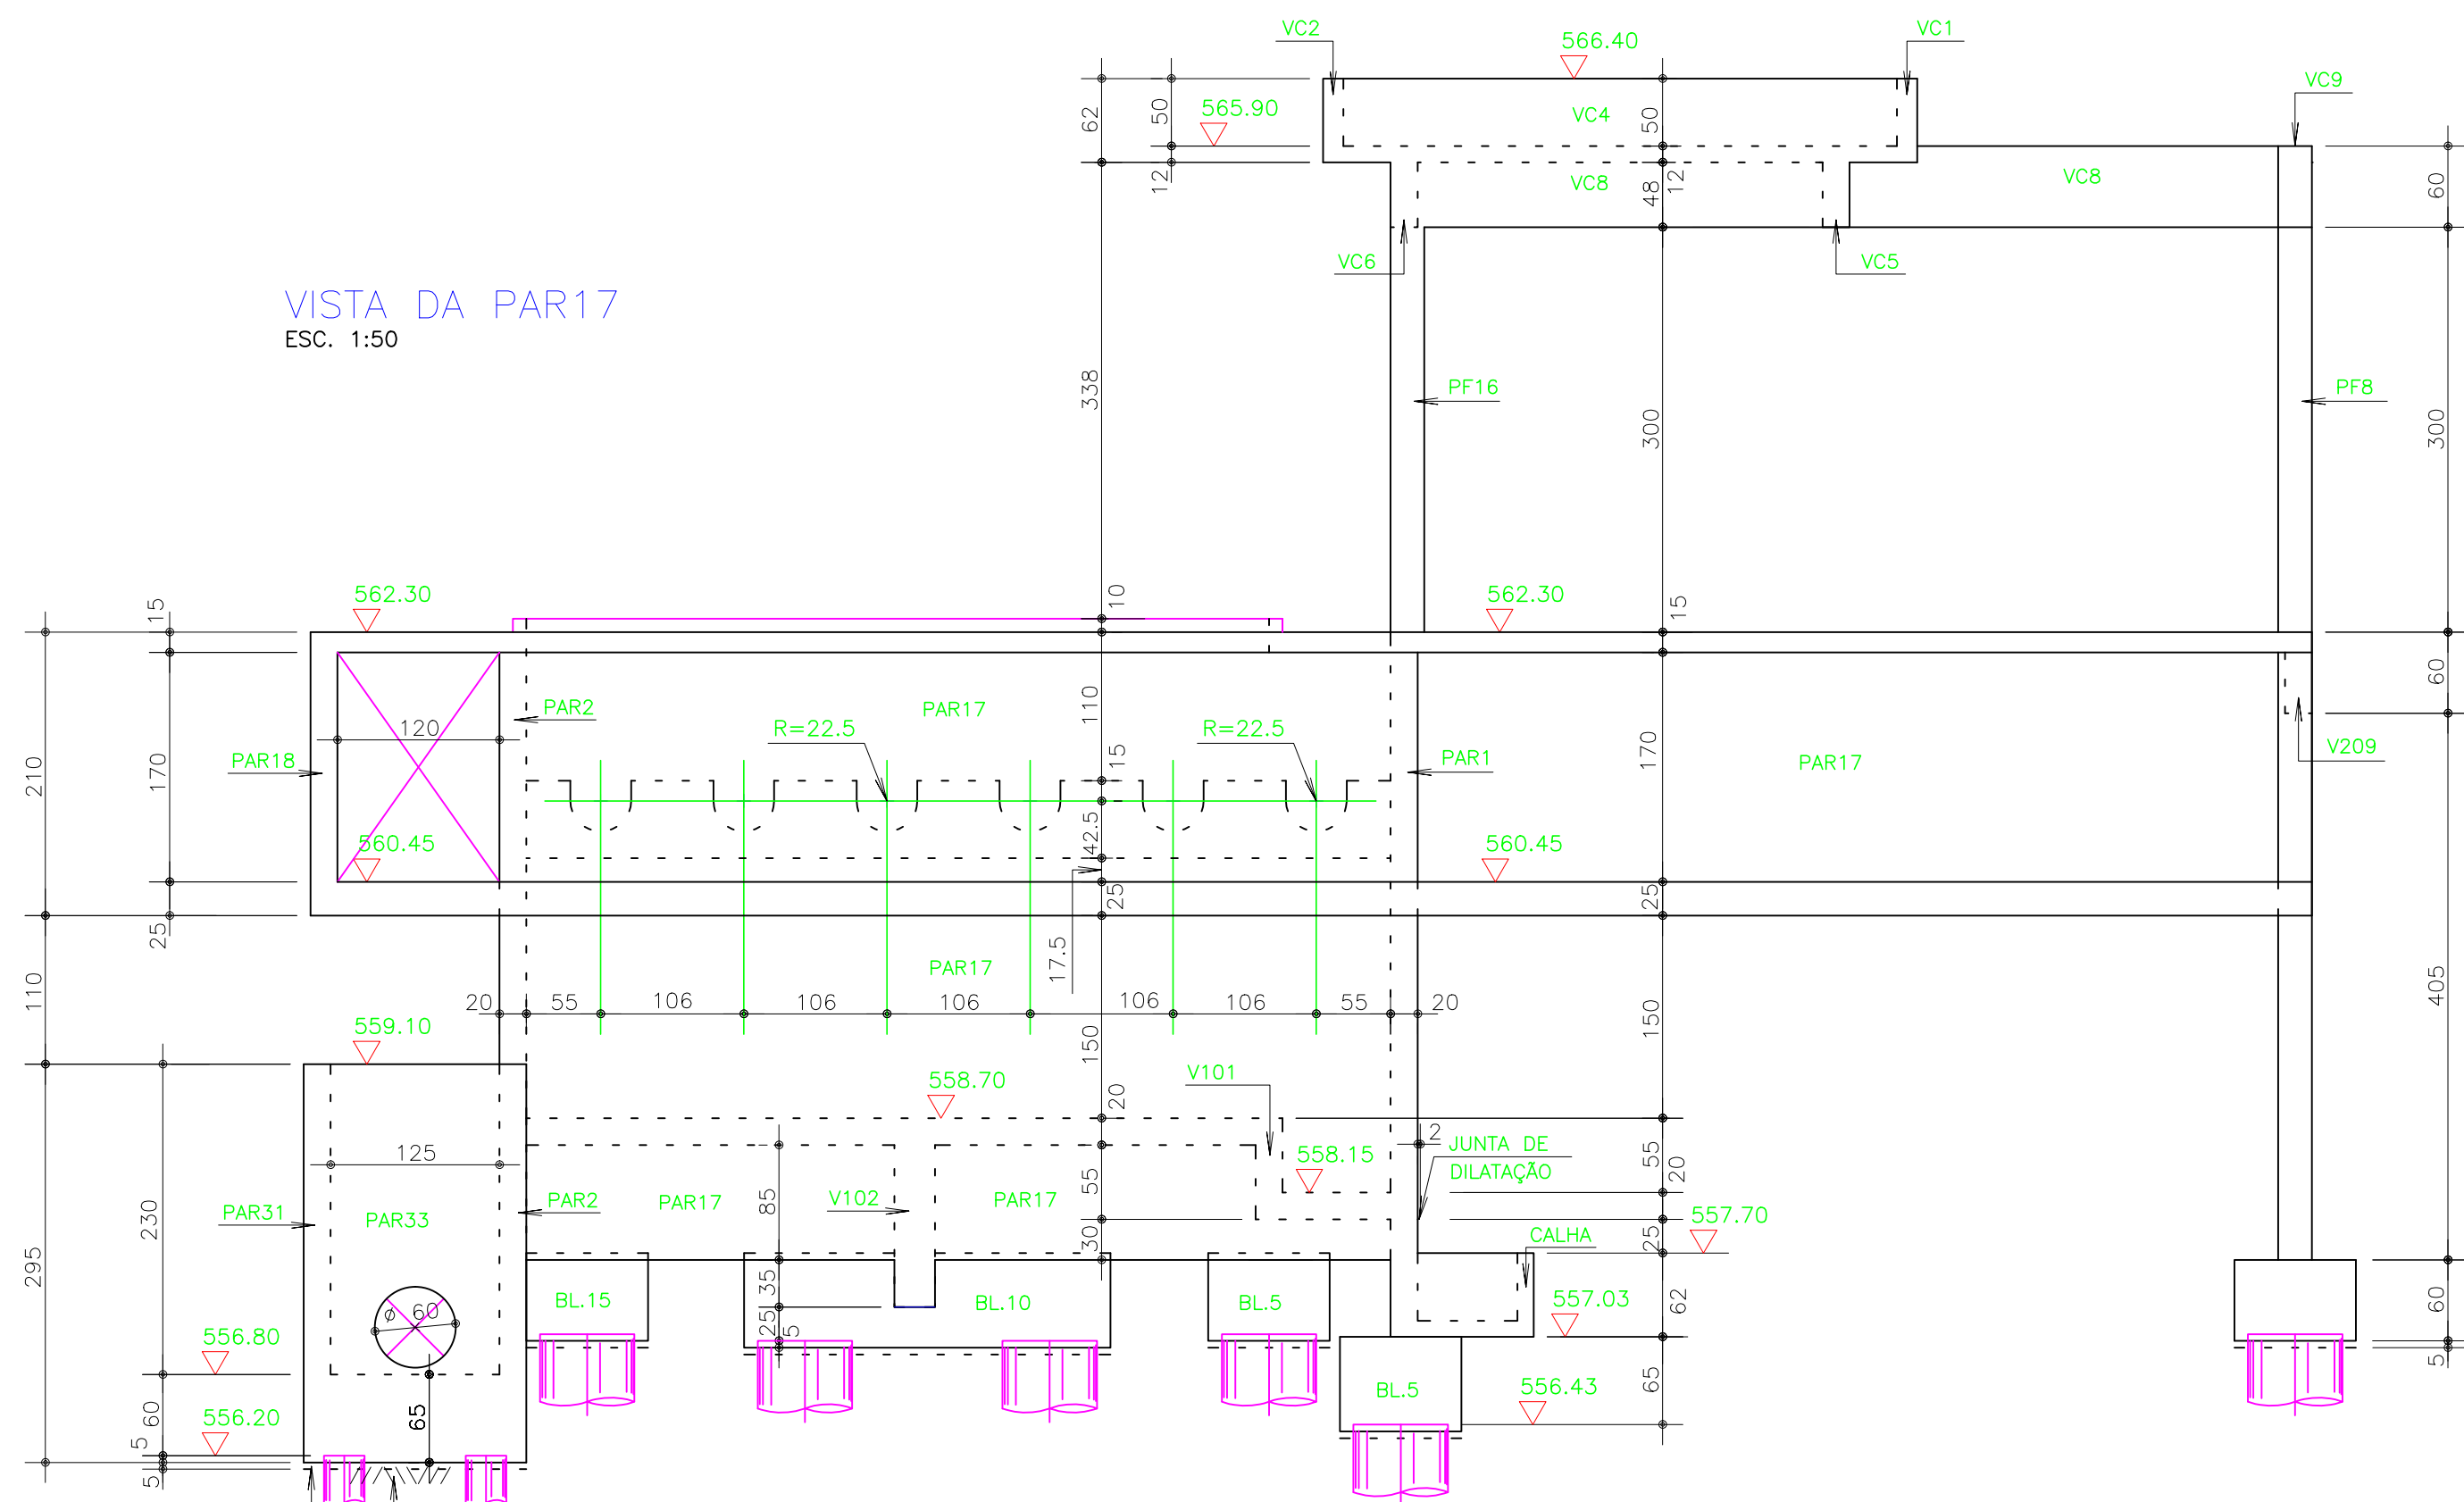 VC2
VC1
566.40
VC9
565.90
62
50
VC4
50
12
VC8
48
12
VC8
60
VC6
VC5
VISTA DA PAR17
ESC. 1:50
338
PF16
PF8
300
300
15
562.30
10
562.30
15
PAR2
PAR17
110
60
120
R=22.5
R=22.5
V209
PAR18
210
170
15
PAR1
170
PAR17
560.45
42.5
560.45
25
25
25
17.5
110
PAR17
405
20
55
106
106
106
106
106
55
20
559.10
150
150
558.70
20
V101
2
JUNTA DE
DILATAÇÃO
125
558.15
55
20
PAR31
PAR33
230
PAR2
PAR17
85
V102
PAR17
55
557.70
295
30
25
CALHA
BL.15
35
BL.10
BL.5
557.03
62
60
ø 60
556.80
25
5
5
65
BL.5
556.43
65
60
556.20
5
5